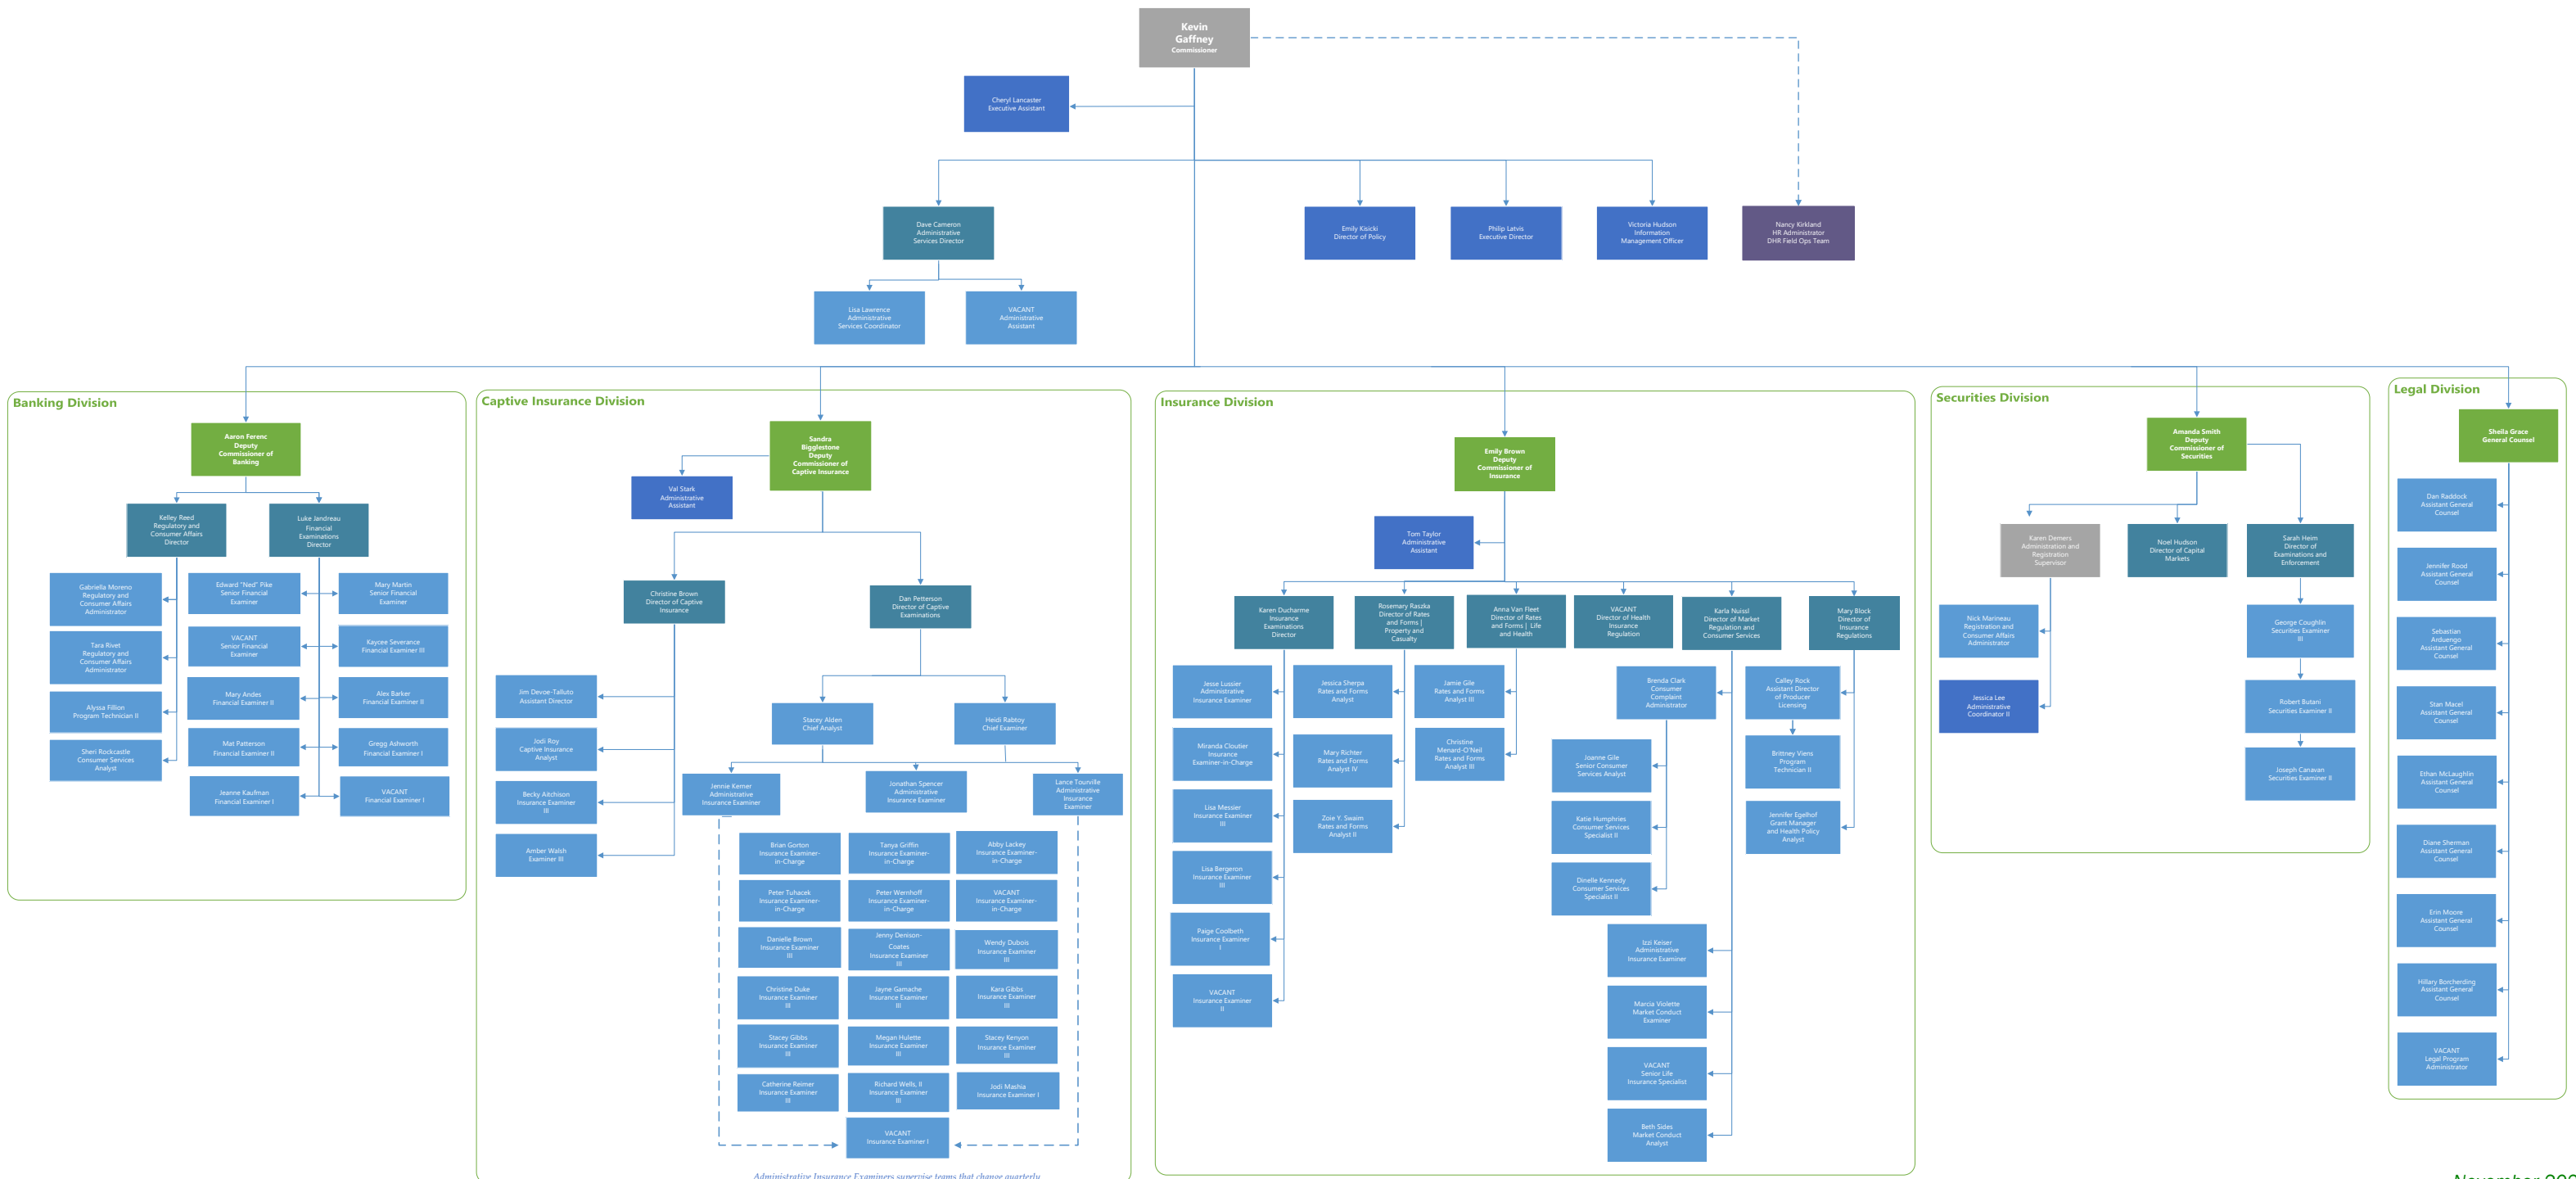 Kevin
Gaffney
Commissioner
Cheryl Lancaster
Executive Assistant
Dave Cameron
Administrative
Services Director
Emily Kisicki
Director of Policy
Philip Latvis
Executive Director
Victoria Hudson
Information
Management Officer
Nancy Kirkland
HR Administrator
DHR Field Ops Team
Lisa Lawrence
Administrative
Services Coordinator
VACANT
Administrative
Assistant
Banking Division
Aaron Ferenc
Deputy
Commissioner of
Banking
Kelley Reed
Regulatory and
Consumer Affairs
Director
Luke Jandreau
Financial
Examinations
Director
Gabriella Moreno
Regulatory and
Consumer Affairs
Administrator
Tara Rivet
Regulatory and
Consumer Affairs
Administrator
Alyssa Fillion
Program Technician II
Sheri Rockcastle
Consumer Services
Analyst
Edward "Ned" Pike
Senior Financial
Examiner
VACANT
Senior Financial
Examiner
Mary Andes
Financial Examiner II
Mat Patterson
Financial Examiner II
Jeanne Kaufman
Financial Examiner I
Mary Martin
Senior Financial
Examiner
Kaycee Severance
Financial Examiner III
Alex Barker
Financial Examiner II
Gregg Ashworth
Financial Examiner I
VACANT
Financial Examiner I
Captive Insurance Division
Sandra
Bigglestone
Deputy
Commissioner of
Captive Insurance
Val Stark
Administrative
Assistant
Christine Brown
Director of Captive
Insurance
Dan Petterson
Director of Captive
Examinations
Jim Devoe-Talluto
Assistant Director
Jodi Roy
Captive Insurance
Analyst
Becky Aitchison
Insurance Examiner
III
Amber Walsh
Examiner III
Stacey Alden
Chief Analyst
Heidi Rabtoy
Chief Examiner
Jennie Kerner
Administrative
Insurance Examiner
Jonathan Spencer
Administrative
Insurance Examiner
Lance Tourville
Administrative
Insurance
Examiner
Brian Gorton
Insurance Examiner-
in-Charge
Tanya Griffin
Insurance Examiner-
in-Charge
Abby Lackey
Insurance Examiner-
in-Charge
Peter Tuhacek
Insurance Examiner-
in-Charge
Peter Wernhoff
Insurance Examiner-
in-Charge
VACANT
Insurance Examiner-
in-Charge
Danielle Brown
Insurance Examiner
III
Jenny Denison-
Coates
Insurance Examiner
III
Wendy Dubois
Insurance Examiner
III
Christine Duke
Insurance Examiner
III
Jayne Gamache
Insurance Examiner
III
Kara Gibbs
Insurance Examiner
III
Stacey Gibbs
Insurance Examiner
III
Megan Hulette
Insurance Examiner
III
Stacey Kenyon
Insurance Examiner
III
Catherine Reimer
Insurance Examiner
III
Richard Wells, II
Insurance Examiner
III
Jodi Mashia
Insurance Examiner I
VACANT
Insurance Examiner I
Administrative Insurance Examiners supervise teams that change quarterly
Insurance Division
Emily Brown
Deputy
Commissioner of
Insurance
Tom Taylor
Administrative
Assistant
Karen Ducharme
Insurance
Examinations
Director
Rosemary Raszka
Director of Rates
and Forms |
Property and
Casualty
Anna Van Fleet
Director of Rates
and Forms | Life
and Health
VACANT
Director of Health
Insurance
Regulation
Karla Nuissl
Director of Market
Regulation and
Consumer Services
Mary Block
Director of
Insurance
Regulations
Jesse Lussier
Administrative
Insurance Examiner
Miranda Cloutier
Insurance
Examiner-in-Charge
Lisa Messier
Insurance Examiner
III
Lisa Bergeron
Insurance Examiner
III
Paige Coolbeth
Insurance Examiner
I
VACANT
Insurance Examiner
II
Jessica Sherpa
Rates and Forms
Analyst
Mary Richter
Rates and Forms
Analyst IV
Zoie Y. Swaim
Rates and Forms
Analyst II
Jamie Gile
Rates and Forms
Analyst III
Christine
Menard-O'Neil
Rates and Forms
Analyst III
Brenda Clark
Consumer
Complaint
Administrator
Joanne Gile
Senior Consumer
Services Analyst
Katie Humphries
Consumer Services
Specialist II
Dinelle Kennedy
Consumer Services
Specialist II
Izzi Keiser
Administrative
Insurance Examiner
Marcia Violette
Market Conduct
Examiner
VACANT
Senior Life
Insurance Specialist
Beth Sides
Market Conduct
Analyst
Calley Rock
Assistant Director
of Producer
Licensing
Brittney Viens
Program
Technician II
Jennifer Egelhof
Grant Manager
and Health Policy
Analyst
Securities Division
Amanda Smith
Deputy
Commissioner of
Securities
Karen Demers
Administration and
Registration
Supervisor
Noel Hudson
Director of Capital
Markets
Sarah Heim
Director of
Examinations and
Enforcement
Nick Marineau
Registration and
Consumer Affairs
Administrator
Jessica Lee
Administrative
Coordinator II
George Coughlin
Securities Examiner
III
Robert Butani
Securities Examiner II
Joseph Canavan
Securities Examiner II
Legal Division
Sheila Grace
General Counsel
Dan Raddock
Assistant General
Counsel
Jennifer Rood
Assistant General
Counsel
Sebastian
Arduengo
Assistant General
Counsel
Stan Macel
Assistant General
Counsel
Ethan McLaughlin
Assistant General
Counsel
Diane Sherman
Assistant General
Counsel
Erin Moore
Assistant General
Counsel
Hillary Borcherding
Assistant General
Counsel
VACANT
Legal Program
Administrator
November